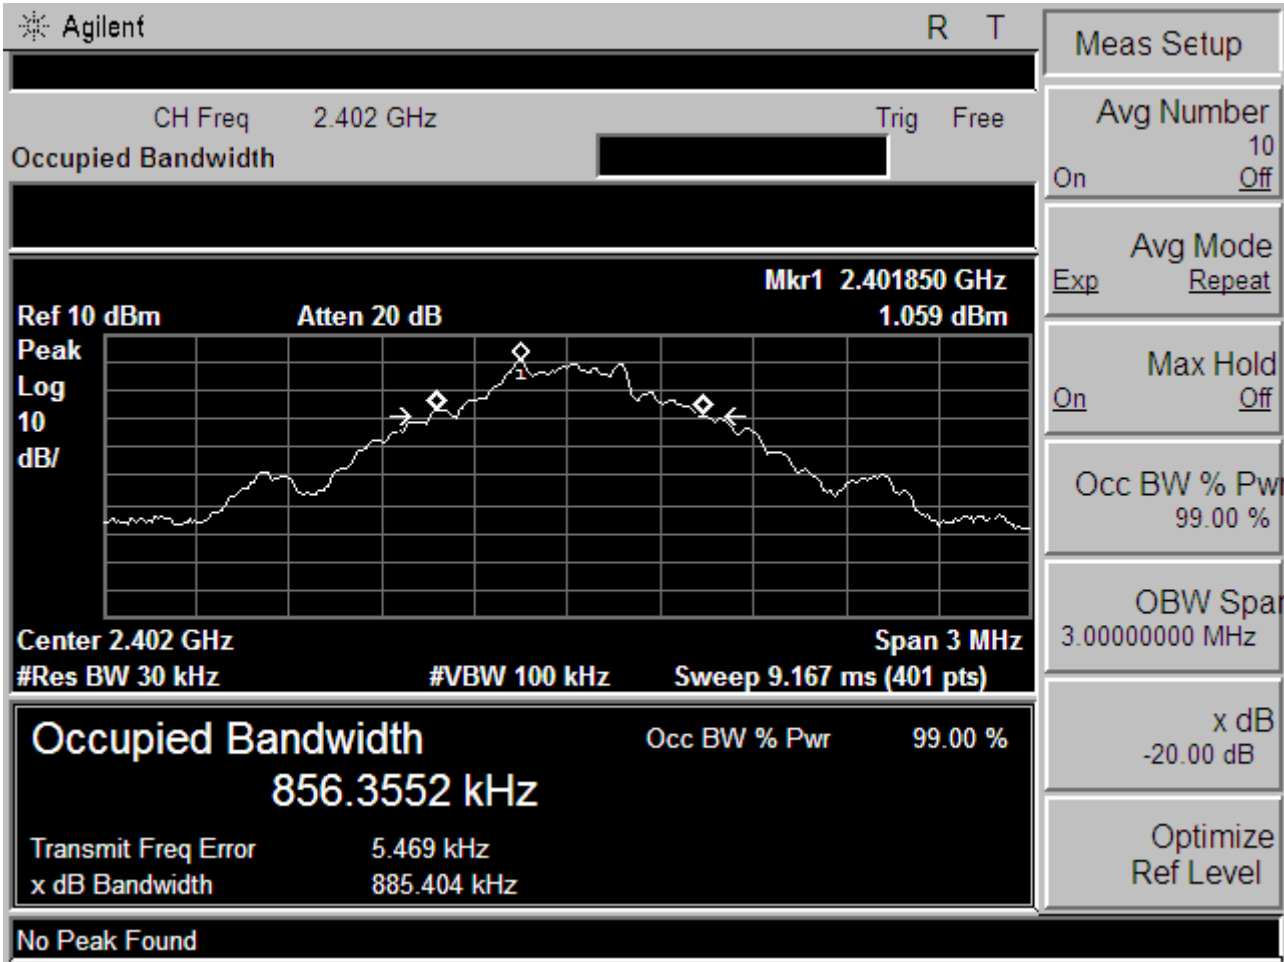 Agilent R T
CH Freq 2.402 GHz Trig Free
Occupied Bandwidth
Mkr1 2.401850 GHz
Ref 10 dBm Atten 20 dB 1.059 dBm
Peak
Log
10
dB/
1
Center 2.402 GHz Span 3 MHz
#Res BW 30 kHz #VBW 100 kHz Sweep 9.167 ms (401 pts)
Occupied Bandwidth Occ BW % Pwr 99.00 %
856.3552 kHz
Transmit Freq Error 5.469 kHz
x dB Bandwidth 885.404 kHz
No Peak Found
Meas Setup
Avg Number
10
On Off
Avg Mode
Exp Repeat
Max Hold
On Off
Occ BW % Pwr
99.00 %
OBW Spar
3.00000000 MHz
x dB
-20.00 dB
Optimize
Ref Level